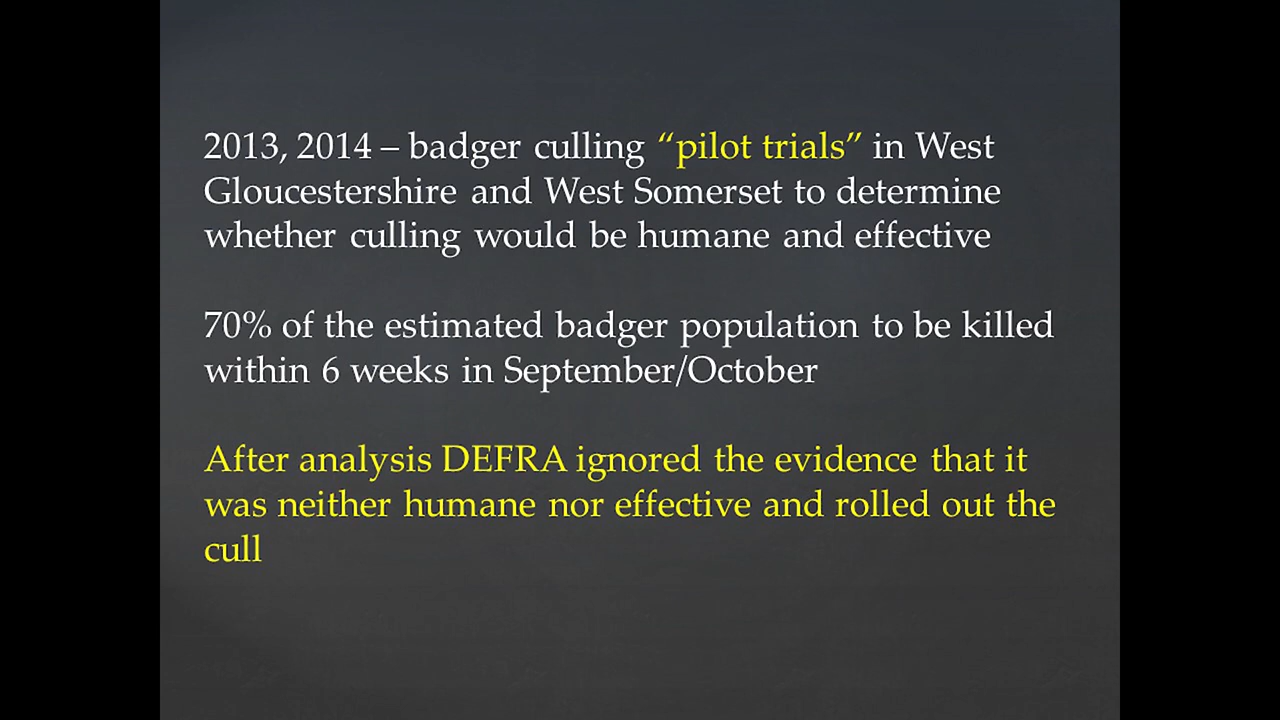 2013, 2014 – badger culling “pilot trials” in West
Gloucestershire and West Somerset to determine
whether culling would be humane and effective
70% of the estimated badger population to be killed
within 6 weeks in September/October
After analysis DEFRA ignored the evidence that it
was neither humane nor effective and rolled out the
cull